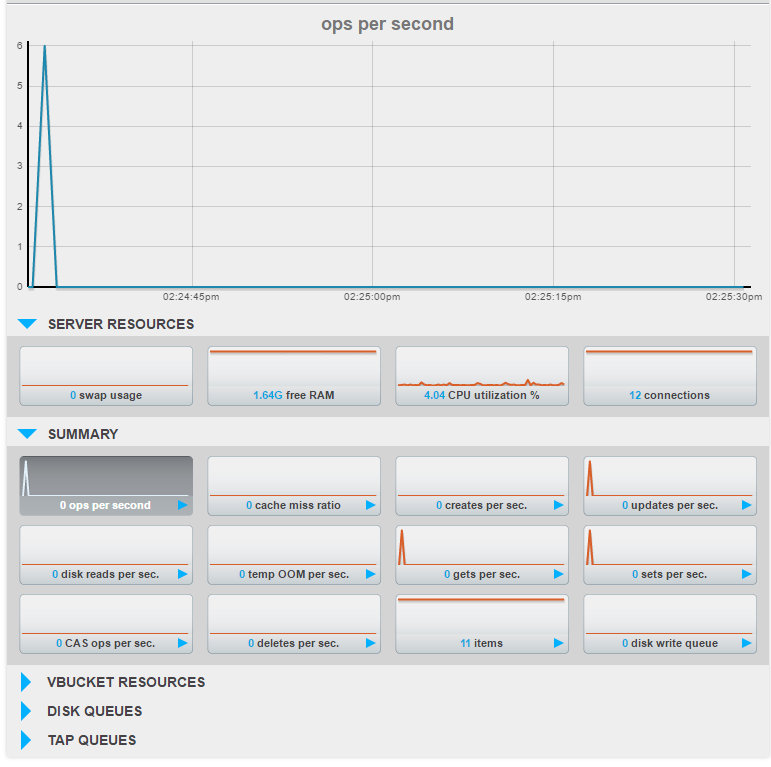 ops per second
6
5
4
3
2
1
0
02:24:45pm 02:25:00pm 02:25:15pm 02:25:30pm
SERVER RESOURCES
0 swap usage 1.64G free RAM 4.04 CPU utilization % 12 connections
SUMMARY
0 ops per second 0 cache miss ratio 0 creates per sec. 0 updates per sec.
0 disk reads per sec. 0 temp OOM per sec. 0 gets per sec. 0 sets per sec.
0 CAS ops per sec. 0 deletes per sec. 11 items 0 disk write queue
VBUCKET RESOURCES
DISK QUEUES
TAP QUEUES